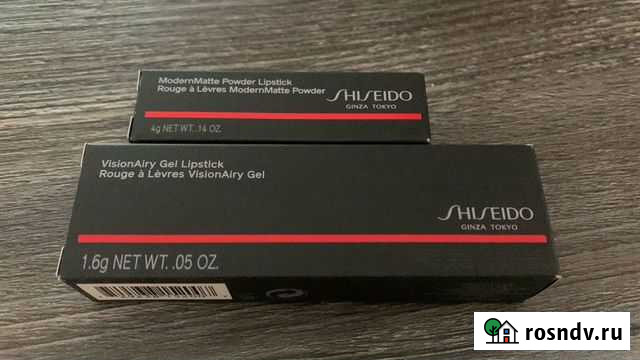 ModernMatte Powder Lipstick
Rouge à Lèvres ModernMatte Powder
SHISEIDO
GINZA TOKYO
4g NET WT. .14 OZ.
VisionAiry Gel Lipstick
Rouge à Lèvres VisionAiry Gel
SHISEIDO
GINZA TOKYO
1.6g NET WT. .05 OZ.
rosndv.ru